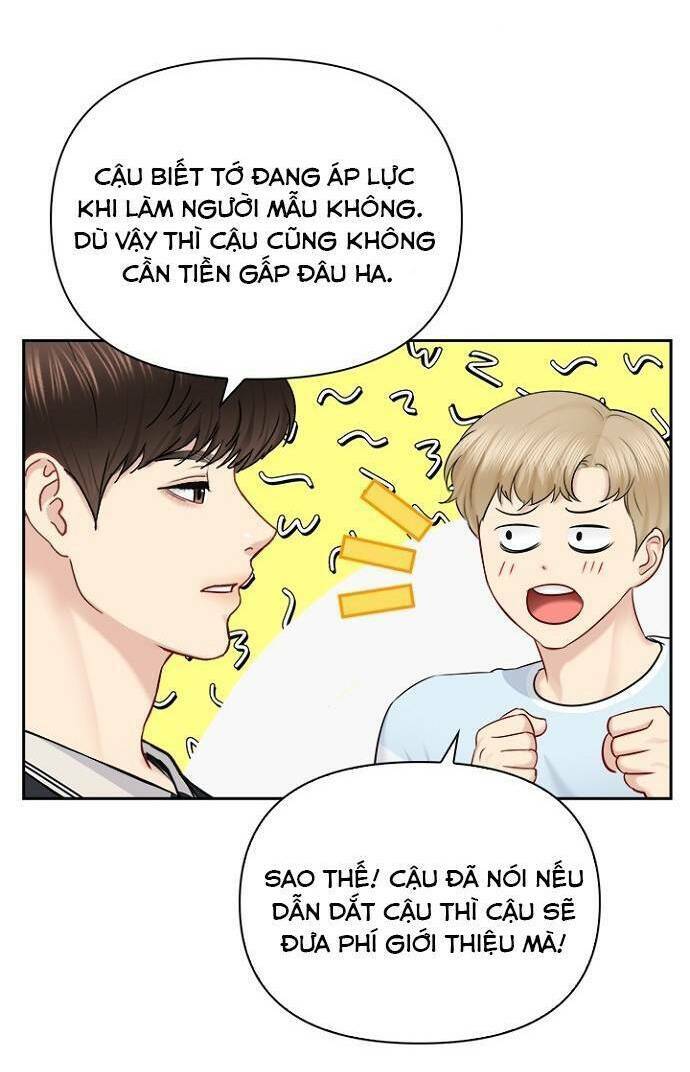 CẬU BIẾT TỚ ĐANG ÁP LỰC
KHI LÀM NGƯỜI MẪU KHÔNG.
DÙ VẬY THÌ CẬU CŨNG KHÔNG
CẦN TIỀN GẤP ĐÂU HA.
SAO THẾ! CẬU ĐÃ NÓI NẾU
DẪN DẮT CẬU THÌ CẬU SẼ
ĐƯA PHÍ GIỚI THIỆU MÀ!